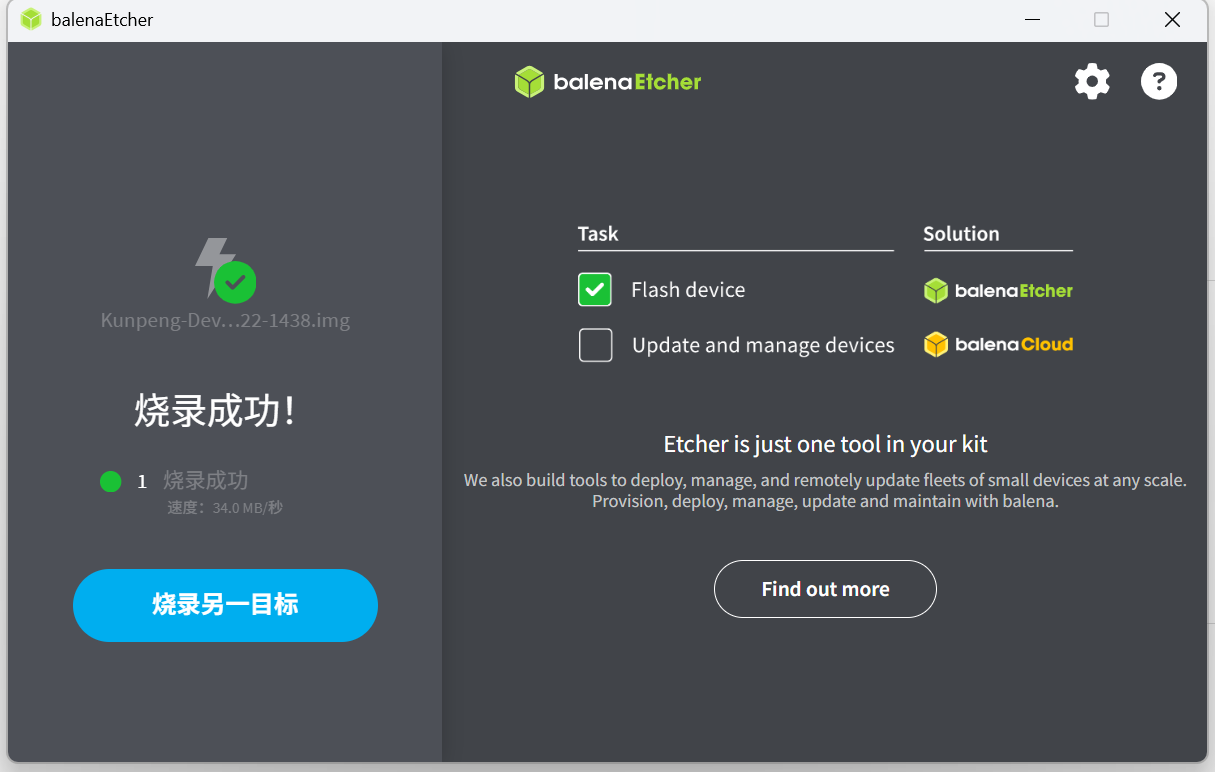 balenaEtcher
balenaEtcher
?
Kunpeng-Dev...22-1438.img
烧录成功!
1 烧录成功
速度：34.0 MB/秒
烧录另一目标
Task Solution
Flash device balenaEtcher
Update and manage devices balenaCloud
Etcher is just one tool in your kit
We also build tools to deploy, manage, and remotely update fleets of small devices at any scale.
Provision, deploy, manage, update and maintain with balena.
Find out more